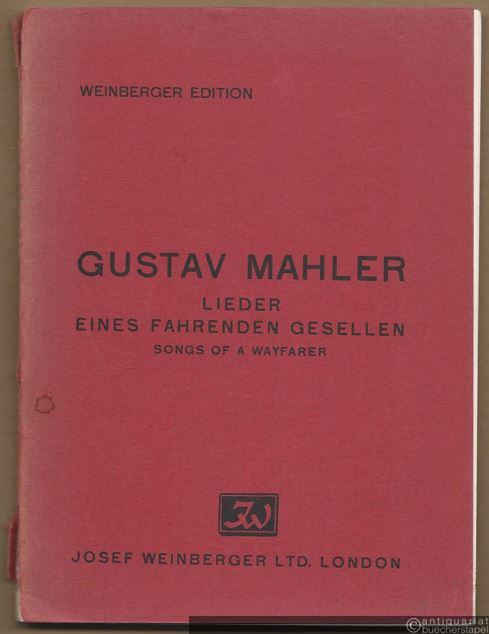 WEINBERGER EDITION
GUSTAV MAHLER
LIEDER
EINES FAHRENDEN GESELLEN
SONGS OF A WAYFARER
JW
JOSEF WEINBERGER LTD. LONDON
©antiquariat
buecherstapel